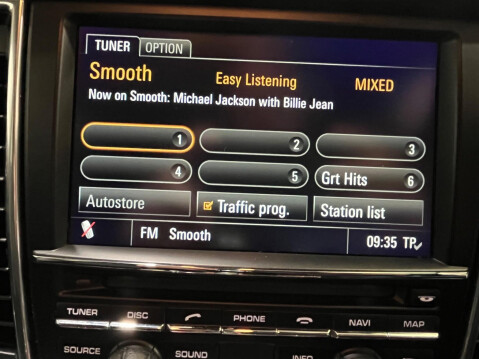 TUNER OPTION
Smooth Easy Listening MIXED
Now on Smooth: Michael Jackson with Billie Jean
1 2 3
4 5 Grt Hits 6
Autostore Traffic prog. Station list
FM Smooth 09:35 TP
TUNER DISC PHONE NAVI MAP
SOURCE SOUND INFO